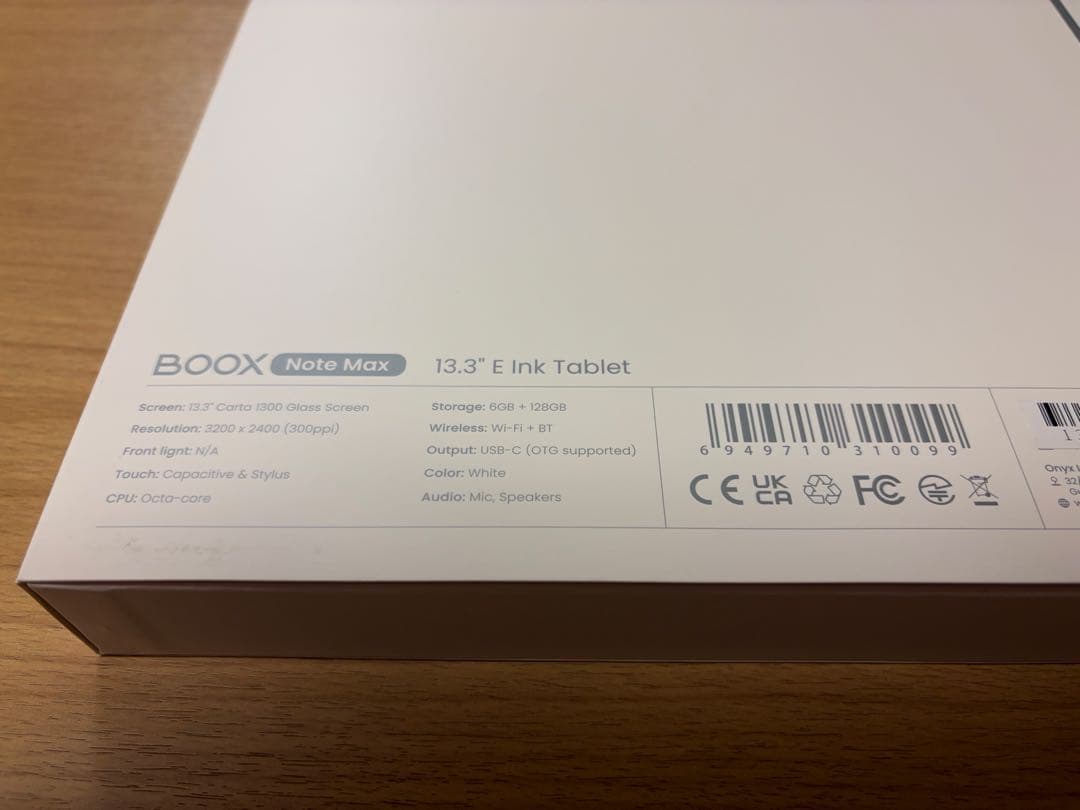 BOOX Note Max 13.3" E Ink Tablet
Screen: 13.3" Carta 1300 Glass Screen
Resolution: 3200 x 2400 (300ppi)
Front light: N/A
Touch: Capacitive & Stylus
CPU: Octa-core
Storage: 6GB + 128GB
Wireless: Wi-Fi + BT
Output: USB-C (OTG supported)
Color: White
Audio: Mic, Speakers
6 949710 310099
CE UK CA FC
Onyx
32